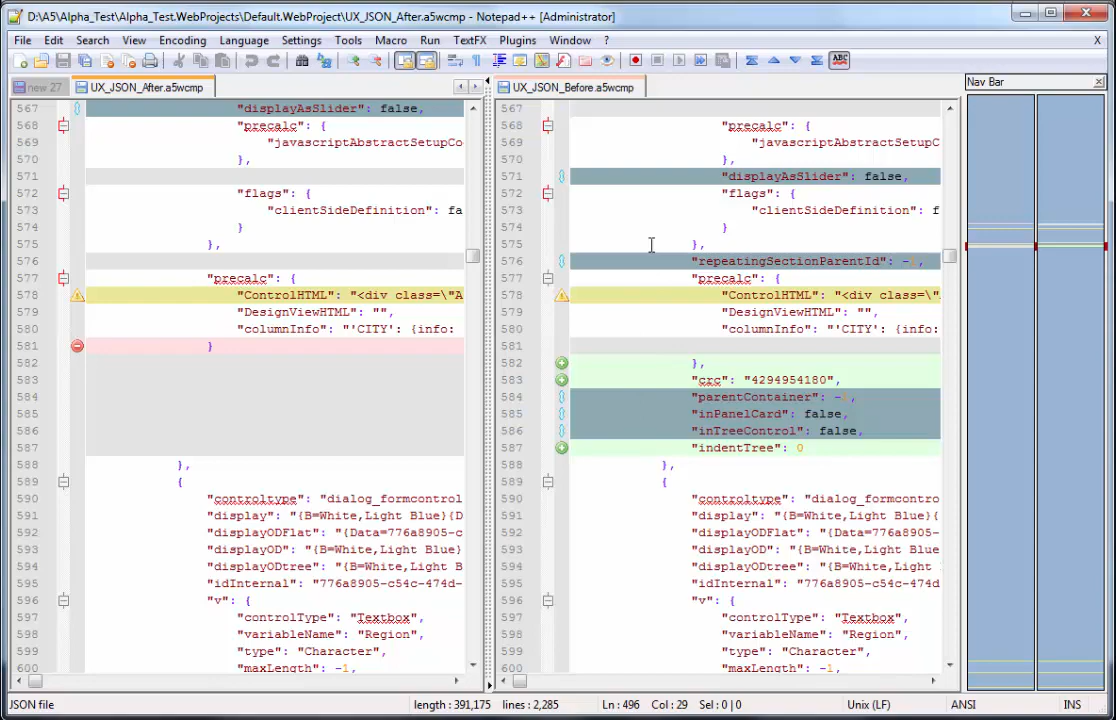 D:\A5\Alpha_Test\Alpha_Test.WebProjects\Default.WebProject\UX_JSON_After.a5wcmp - Notepad++ [Administrator]
File Edit Search View Encoding Language Settings Tools Macro Run TextFX Plugins Window ? X
ABC
new 27 UX_JSON_After.a5wcmp
567 "displayAsSlider": false,
568 "precalc": {
569 "javascriptAbstractSetupCo
570 },
571
572 "flags": {
573 "clientSideDefinition": fa
574 }
575 },
576
577 "precalc": {
578 "ControlHTML": "<div class=\"A
579 "DesignViewHTML": "",
580 "columnInfo": "'CITY': {info:
581 }
582
583
584
585
586
587
588 },
589 {
590 "controltype": "dialog_formcontrol
591 "display": "{B=White,Light Blue}{D
592 "displayODFlat": "{Data=776a8905-c
593 "displayOD": "{B=White,Light Blue}
594 "displayODtree": "{B=White,Light B
595 "idInternal": "776a8905-c54c-474d-
596 "v": {
597 "controlType": "Textbox",
598 "variableName": "Region",
599 "type": "Character",
600 "maxLength": -1,
UX_JSON_Before.a5wcmp
567
568 "precalc": {
569 "javascriptAbstractSetupC
570 },
571 "displayAsSlider": false,
572 "flags": {
573 "clientSideDefinition": f
574 }
575 },
576 "repeatingSectionParentId": -1,
577 "precalc": {
578 "ControlHTML": "<div class=\"
579 "DesignViewHTML": "",
580 "columnInfo": "'CITY': {info:
581
582 },
583 "crc": "4294954180",
584 "parentContainer": -1,
585 "inPanelCard": false,
586 "inTreeControl": false,
587 "indentTree": 0
588 },
589 {
590 "controltype": "dialog_formcontro
591 "display": "{B=White,Light Blue}{
592 "displayODFlat": "{Data=776a8905-
593 "displayOD": "{B=White,Light Blue
594 "displayODtree": "{B=White,Light
595 "idInternal": "776a8905-c54c-474d
596 "v": {
597 "controlType": "Textbox",
598 "variableName": "Region",
599 "type": "Character",
600 "maxLength": -1,
Nav Bar
JSON file length : 391,175 lines : 2,285 Ln : 496 Col : 29 Sel : 0 | 0 Unix (LF) ANSI INS